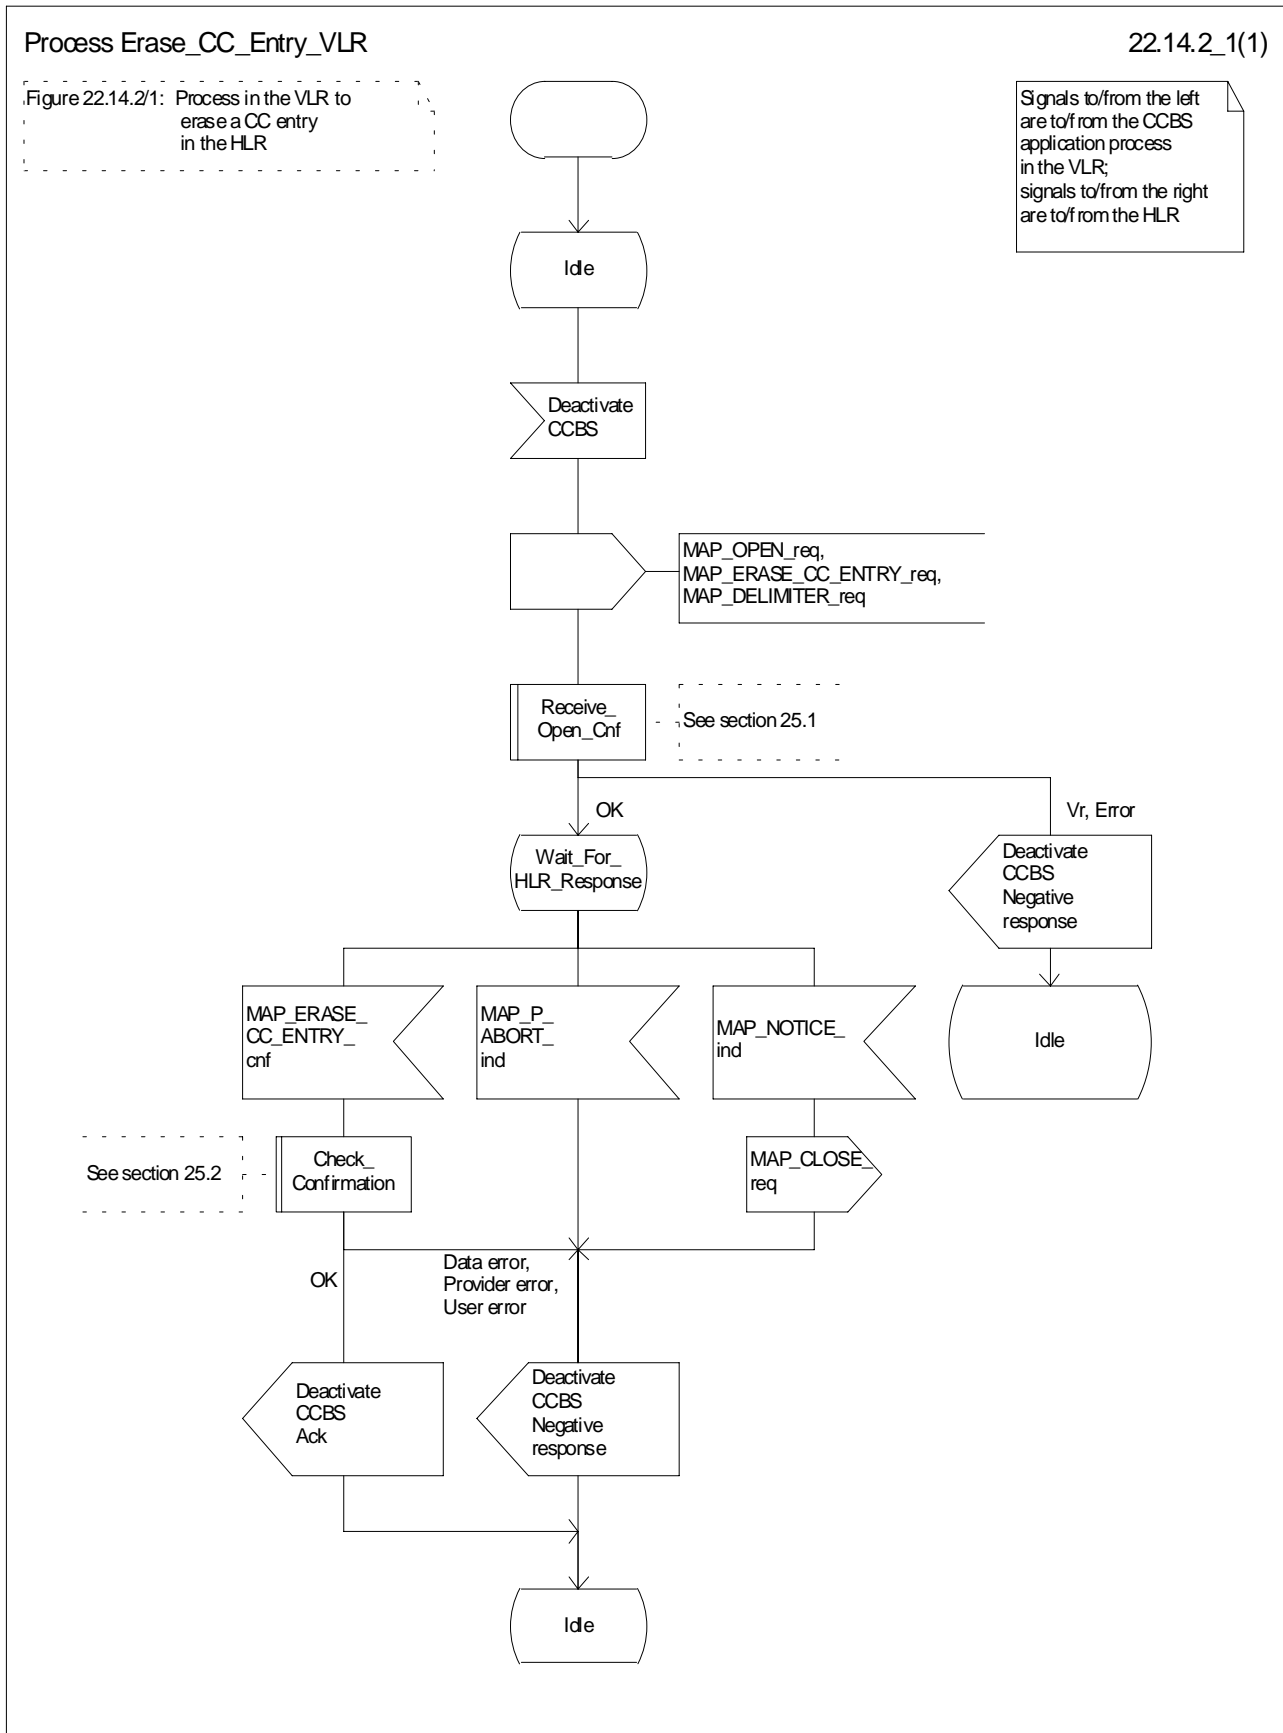 Process Erase_CC_Entry_VLR
22.14.2_1(1)
Figure 22.14.2/1: Process in the VLR to
erase a CC entry
in the HLR
Signals to/from the left
are to/from the CCBS
application process
in the VLR;
signals to/from the right
are to/from the HLR
Idle
Deactivate
CCBS
MAP_OPEN_req,
MAP_ERASE_CC_ENTRY_req,
MAP_DELIMITER_req
Receive_
Open_Cnf
See section 25.1
OK
Vr, Error
Wait_For_
HLR_Response
Deactivate
CCBS
Negative
response
MAP_ERASE_
CC_ENTRY_
cnf
MAP_P_
ABORT_
ind
MAP_NOTICE_
ind
Idle
See section 25.2
Check_
Confirmation
MAP_CLOSE_
req
OK
Data error,
Provider error,
User error
Deactivate
CCBS
Ack
Deactivate
CCBS
Negative
response
Idle